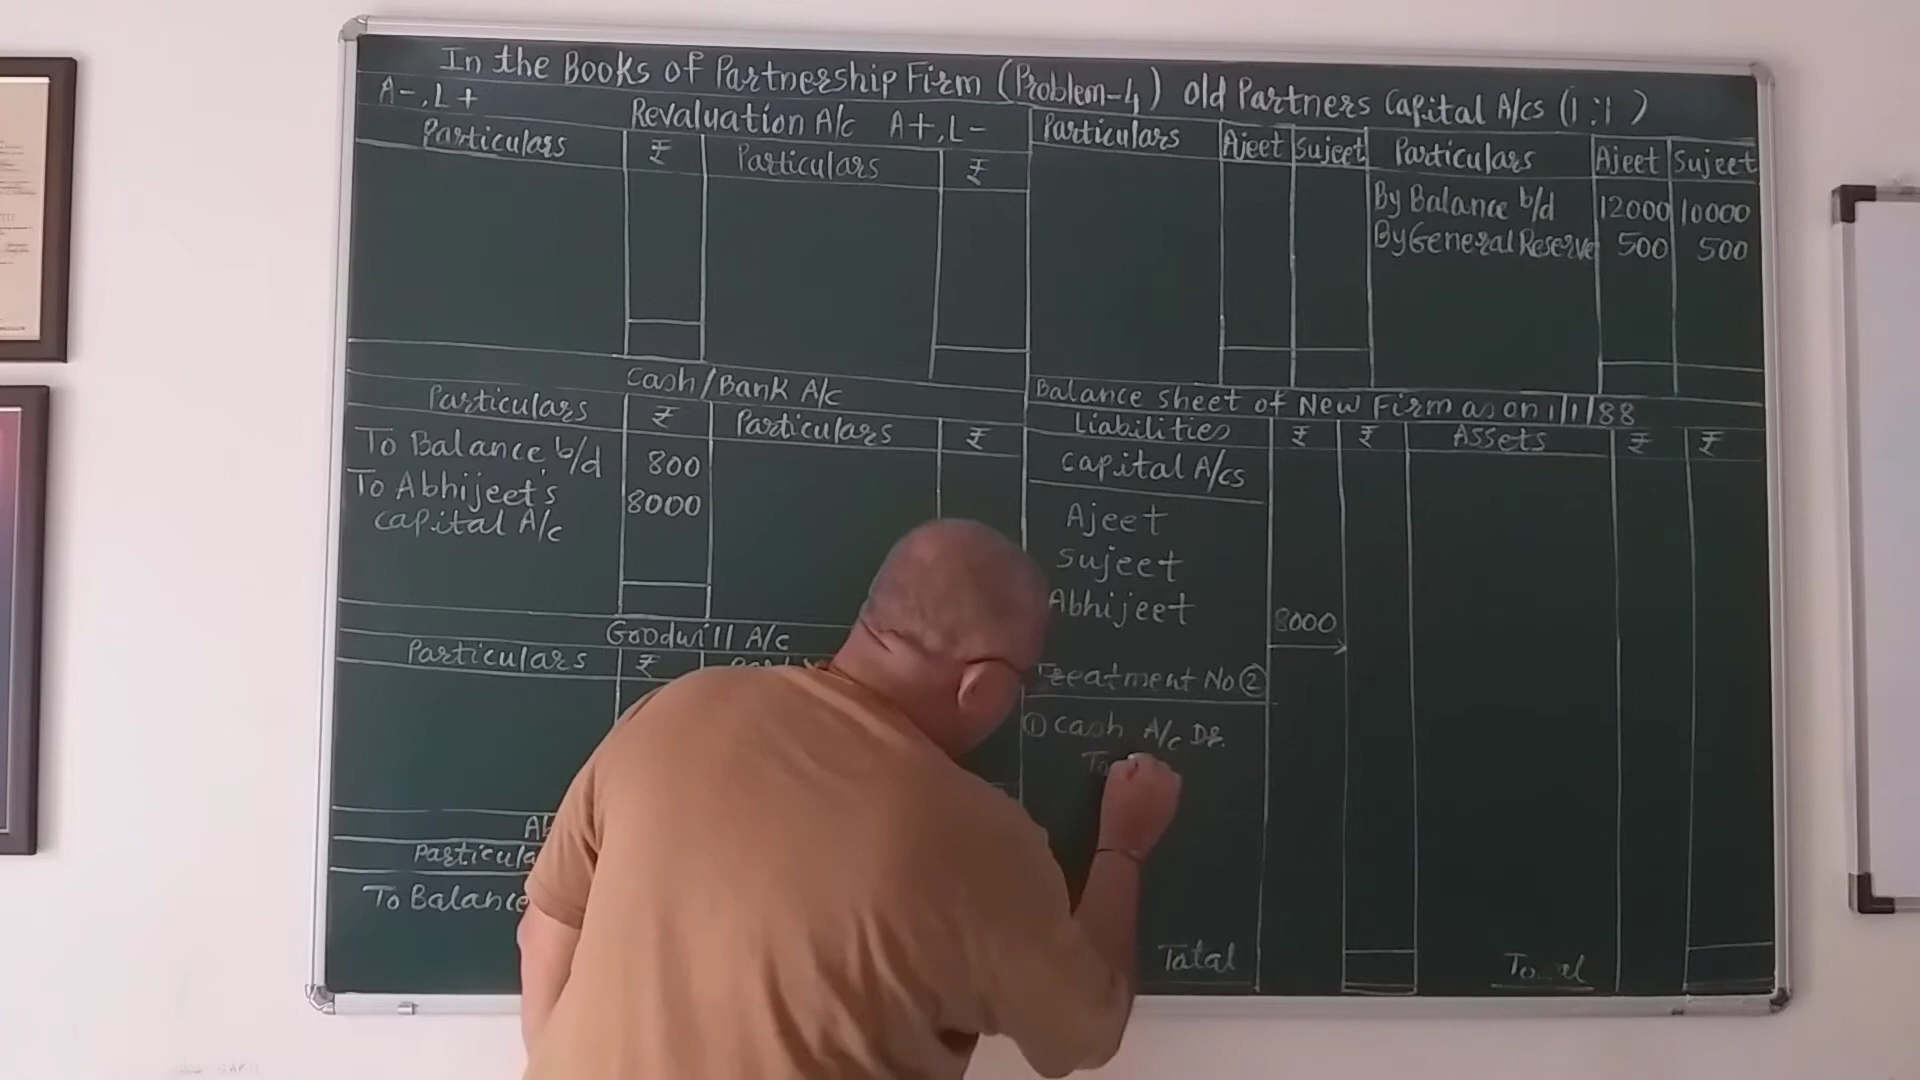 In the Books of Partnership Firm (Problem-4) old Partners Capital A/cs (1:1)
A-, L+ Revaluation A/c A+, L-
Particulars ₹ Particulars ₹
Particulars Ajeet Sujeet Particulars Ajeet Sujeet
By Balance b/d 12000 10000
By General Reserve 500 500
Cash/Bank A/c
Particulars ₹ Particulars ₹
To Balance b/d 800
To Abhijeet's 8000
capital A/c
Balance sheet of New Firm as on 1/1/88
Liabilities ₹ ₹ Assets ₹ ₹
capital A/cs
Ajeet
Sujeet
Abhijeet 8000
Treatment No ②
① Cash A/c Dr.
To
Goodwill A/c
Particulars ₹
To Balance
Total